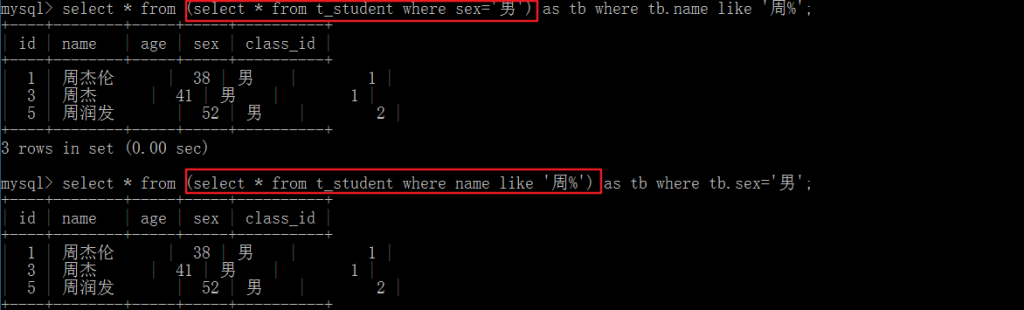 mysql> select * from (select * from t_student where sex='男') as tb where tb.name like '周%';
+----+--------+-----+-----+----------+
| id | name   | age | sex | class_id |
+----+--------+-----+-----+----------+
|  1 | 周杰伦      |  38 | 男    |        1 |
|  3 | 周杰      |  41 | 男    |        1 |
|  5 | 周润发       |  52 | 男    |        2 |
+----+--------+-----+-----+----------+
3 rows in set (0.00 sec)
mysql> select * from (select * from t_student where name like '周%') as tb where tb.sex='男';
+----+--------+-----+-----+----------+
| id | name   | age | sex | class_id |
+----+--------+-----+-----+----------+
|  1 | 周杰伦      |  38 | 男    |        1 |
|  3 | 周杰      |  41 | 男    |        1 |
|  5 | 周润发       |  52 | 男    |        2 |
+----+--------+-----+-----+----------+